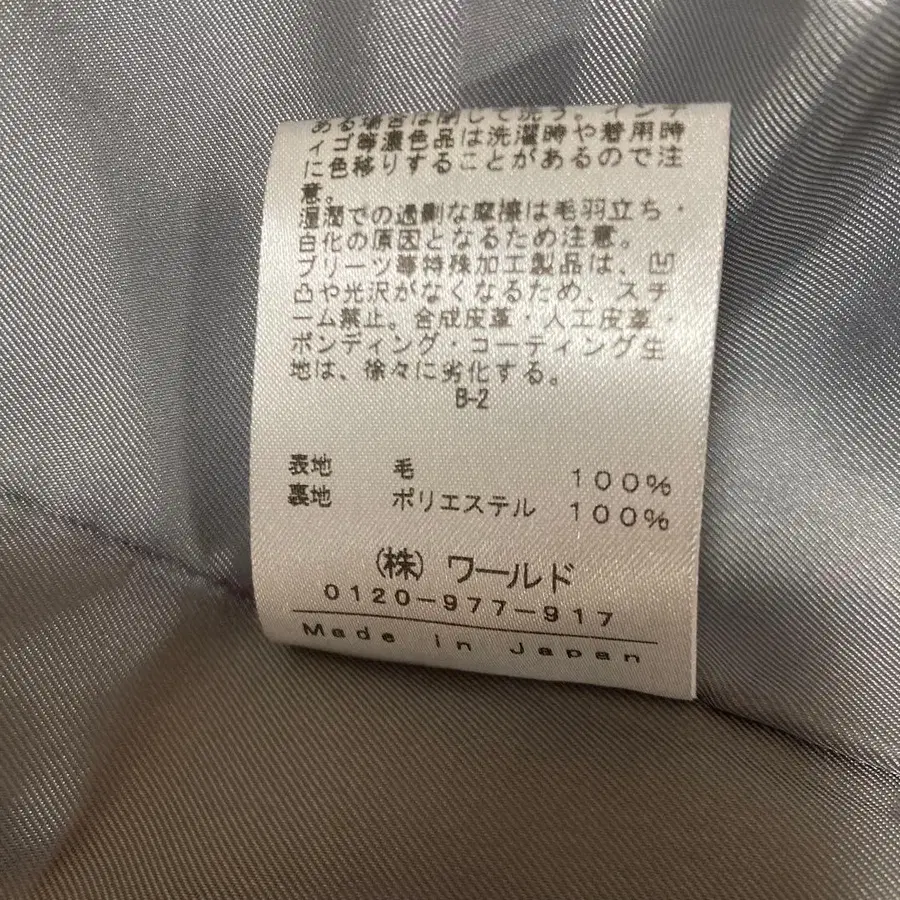 ある場合は閉じて洗う。インデ
ィゴ等濃色品は洗濯時や着用時
に色移りすることがあるので注
意。
湿潤での過剰な摩擦は毛羽立ち・
白化の原因となるため注意。
プリーツ等特殊加工製品は、凹
凸や光沢がなくなるため、スチ
ーム禁止。合成皮革・人工皮革・
ボンディング・コーティング生
地は、徐々に劣化する。
B-2
表地 毛 100%
裏地 ポリエステル 100%
(株) ワールド
0120-977-917
Made in Japan